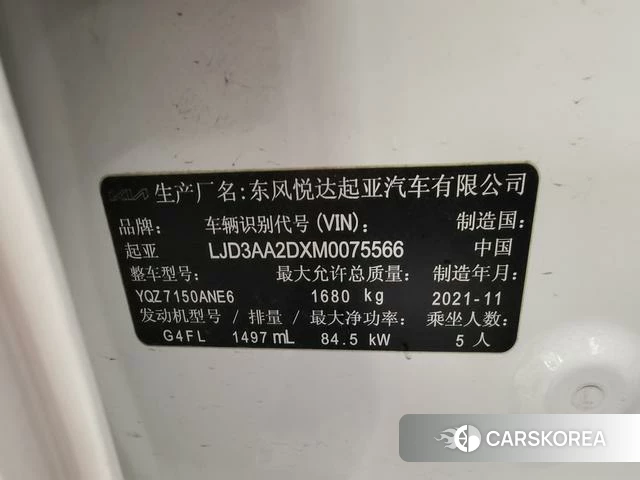 KIA 生产厂名:东风悦达起亚汽车有限公司
品牌: 车辆识别代号(VIN): 制造国:
起亚 LJD3AA2DXM0075566 中国
整车型号: 最大允许总质量: 制造年月:
YQZ7150ANE6 1680 kg 2021-11
发动机型号/排量/最大净功率: 乘坐人数:
G4FL 1497 mL 84.5 kW 5 人
CARSKOREA